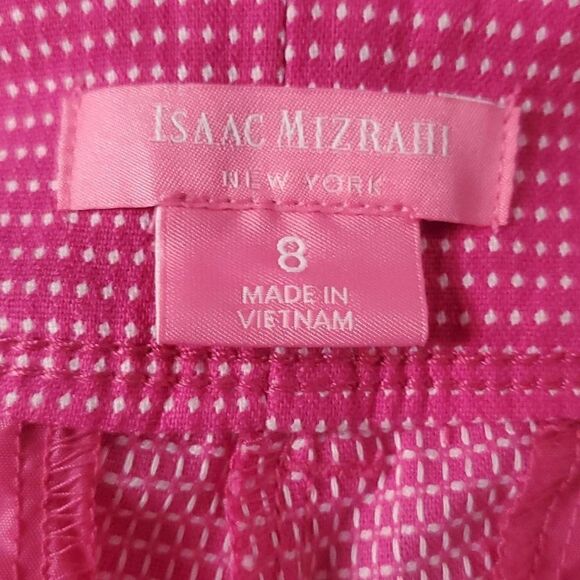 ISAAC MIZRAHI
NEW YORK
8
MADE IN
VIETNAM